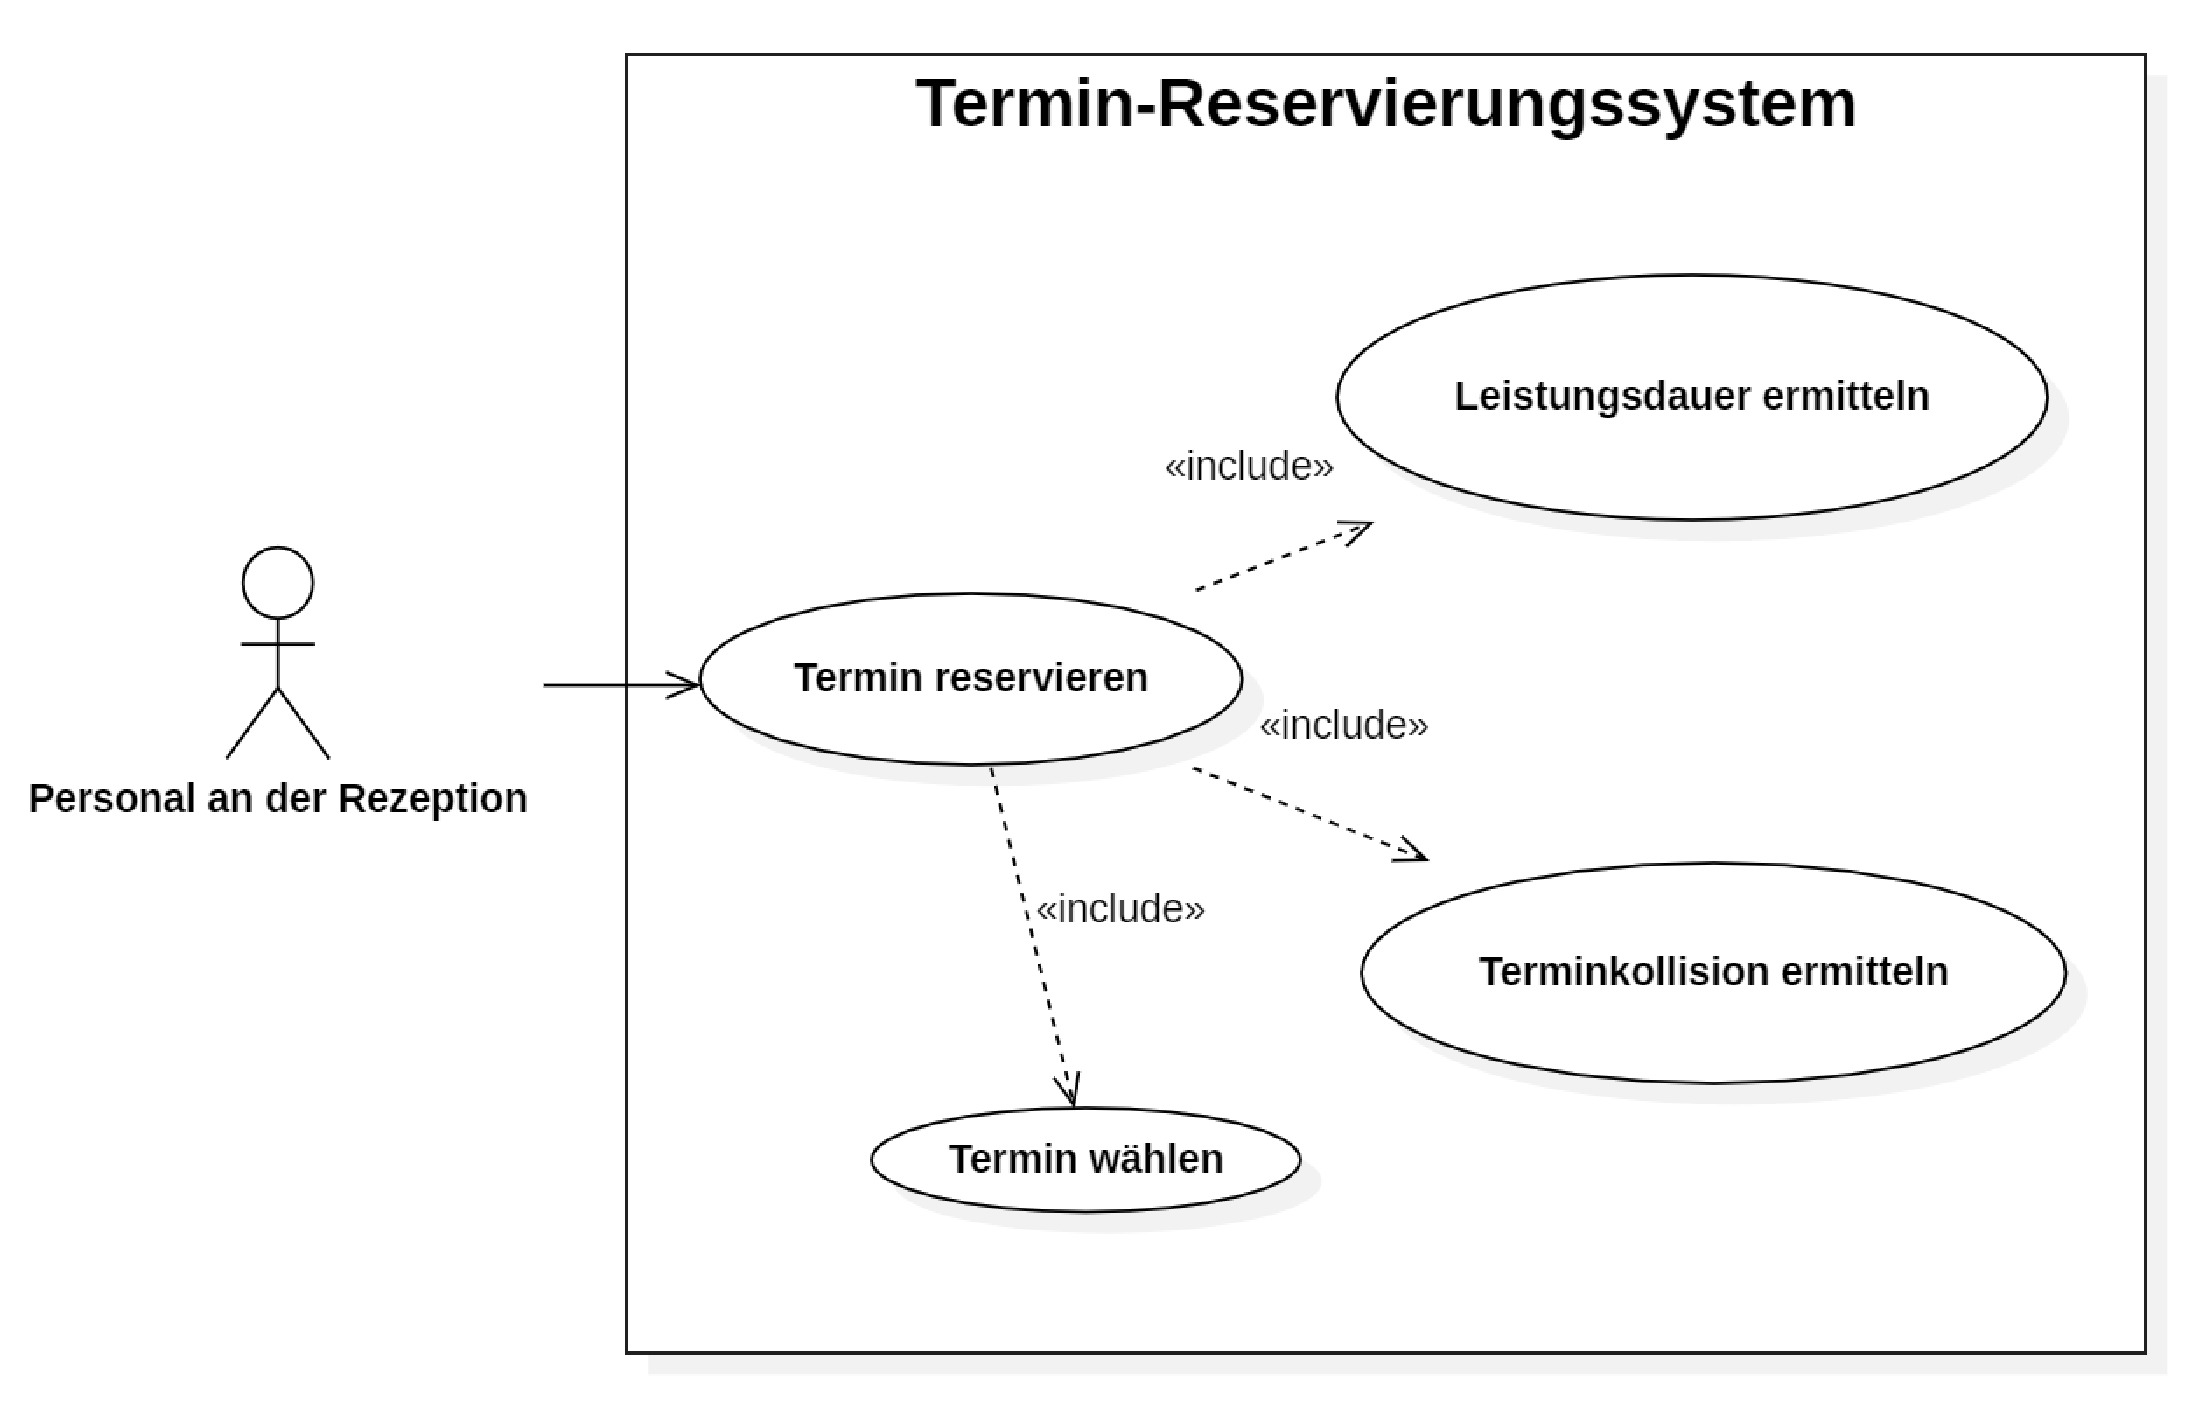 Termin-Reservierungssystem
Leistungsdauer ermitteln
«include»
Termin reservieren
«include»
Personal an der Rezeption
«include»
Terminkollision ermitteln
Termin wählen